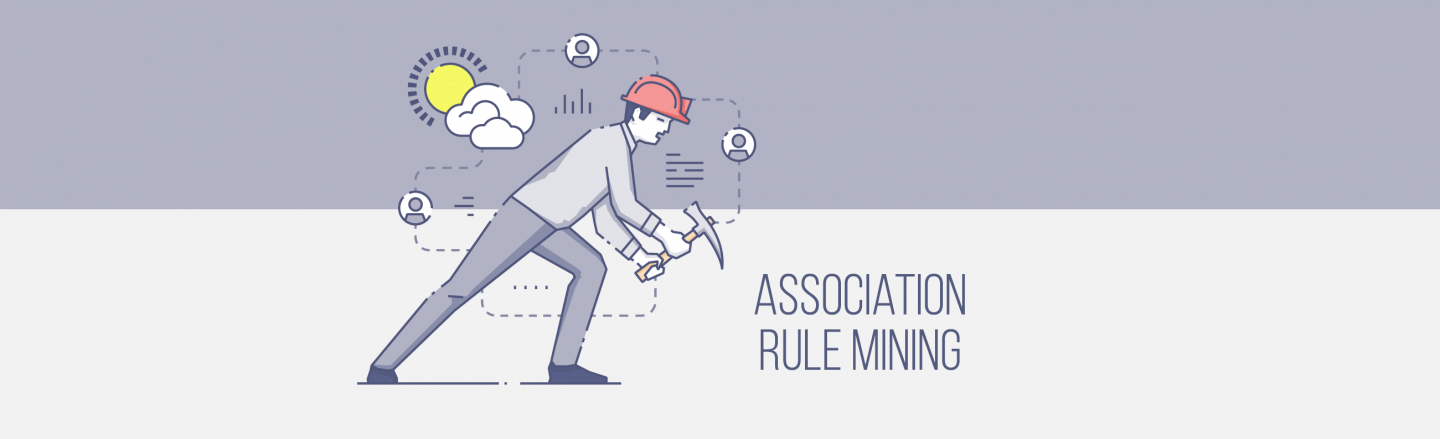 ASSOCIATION
RULE MINING